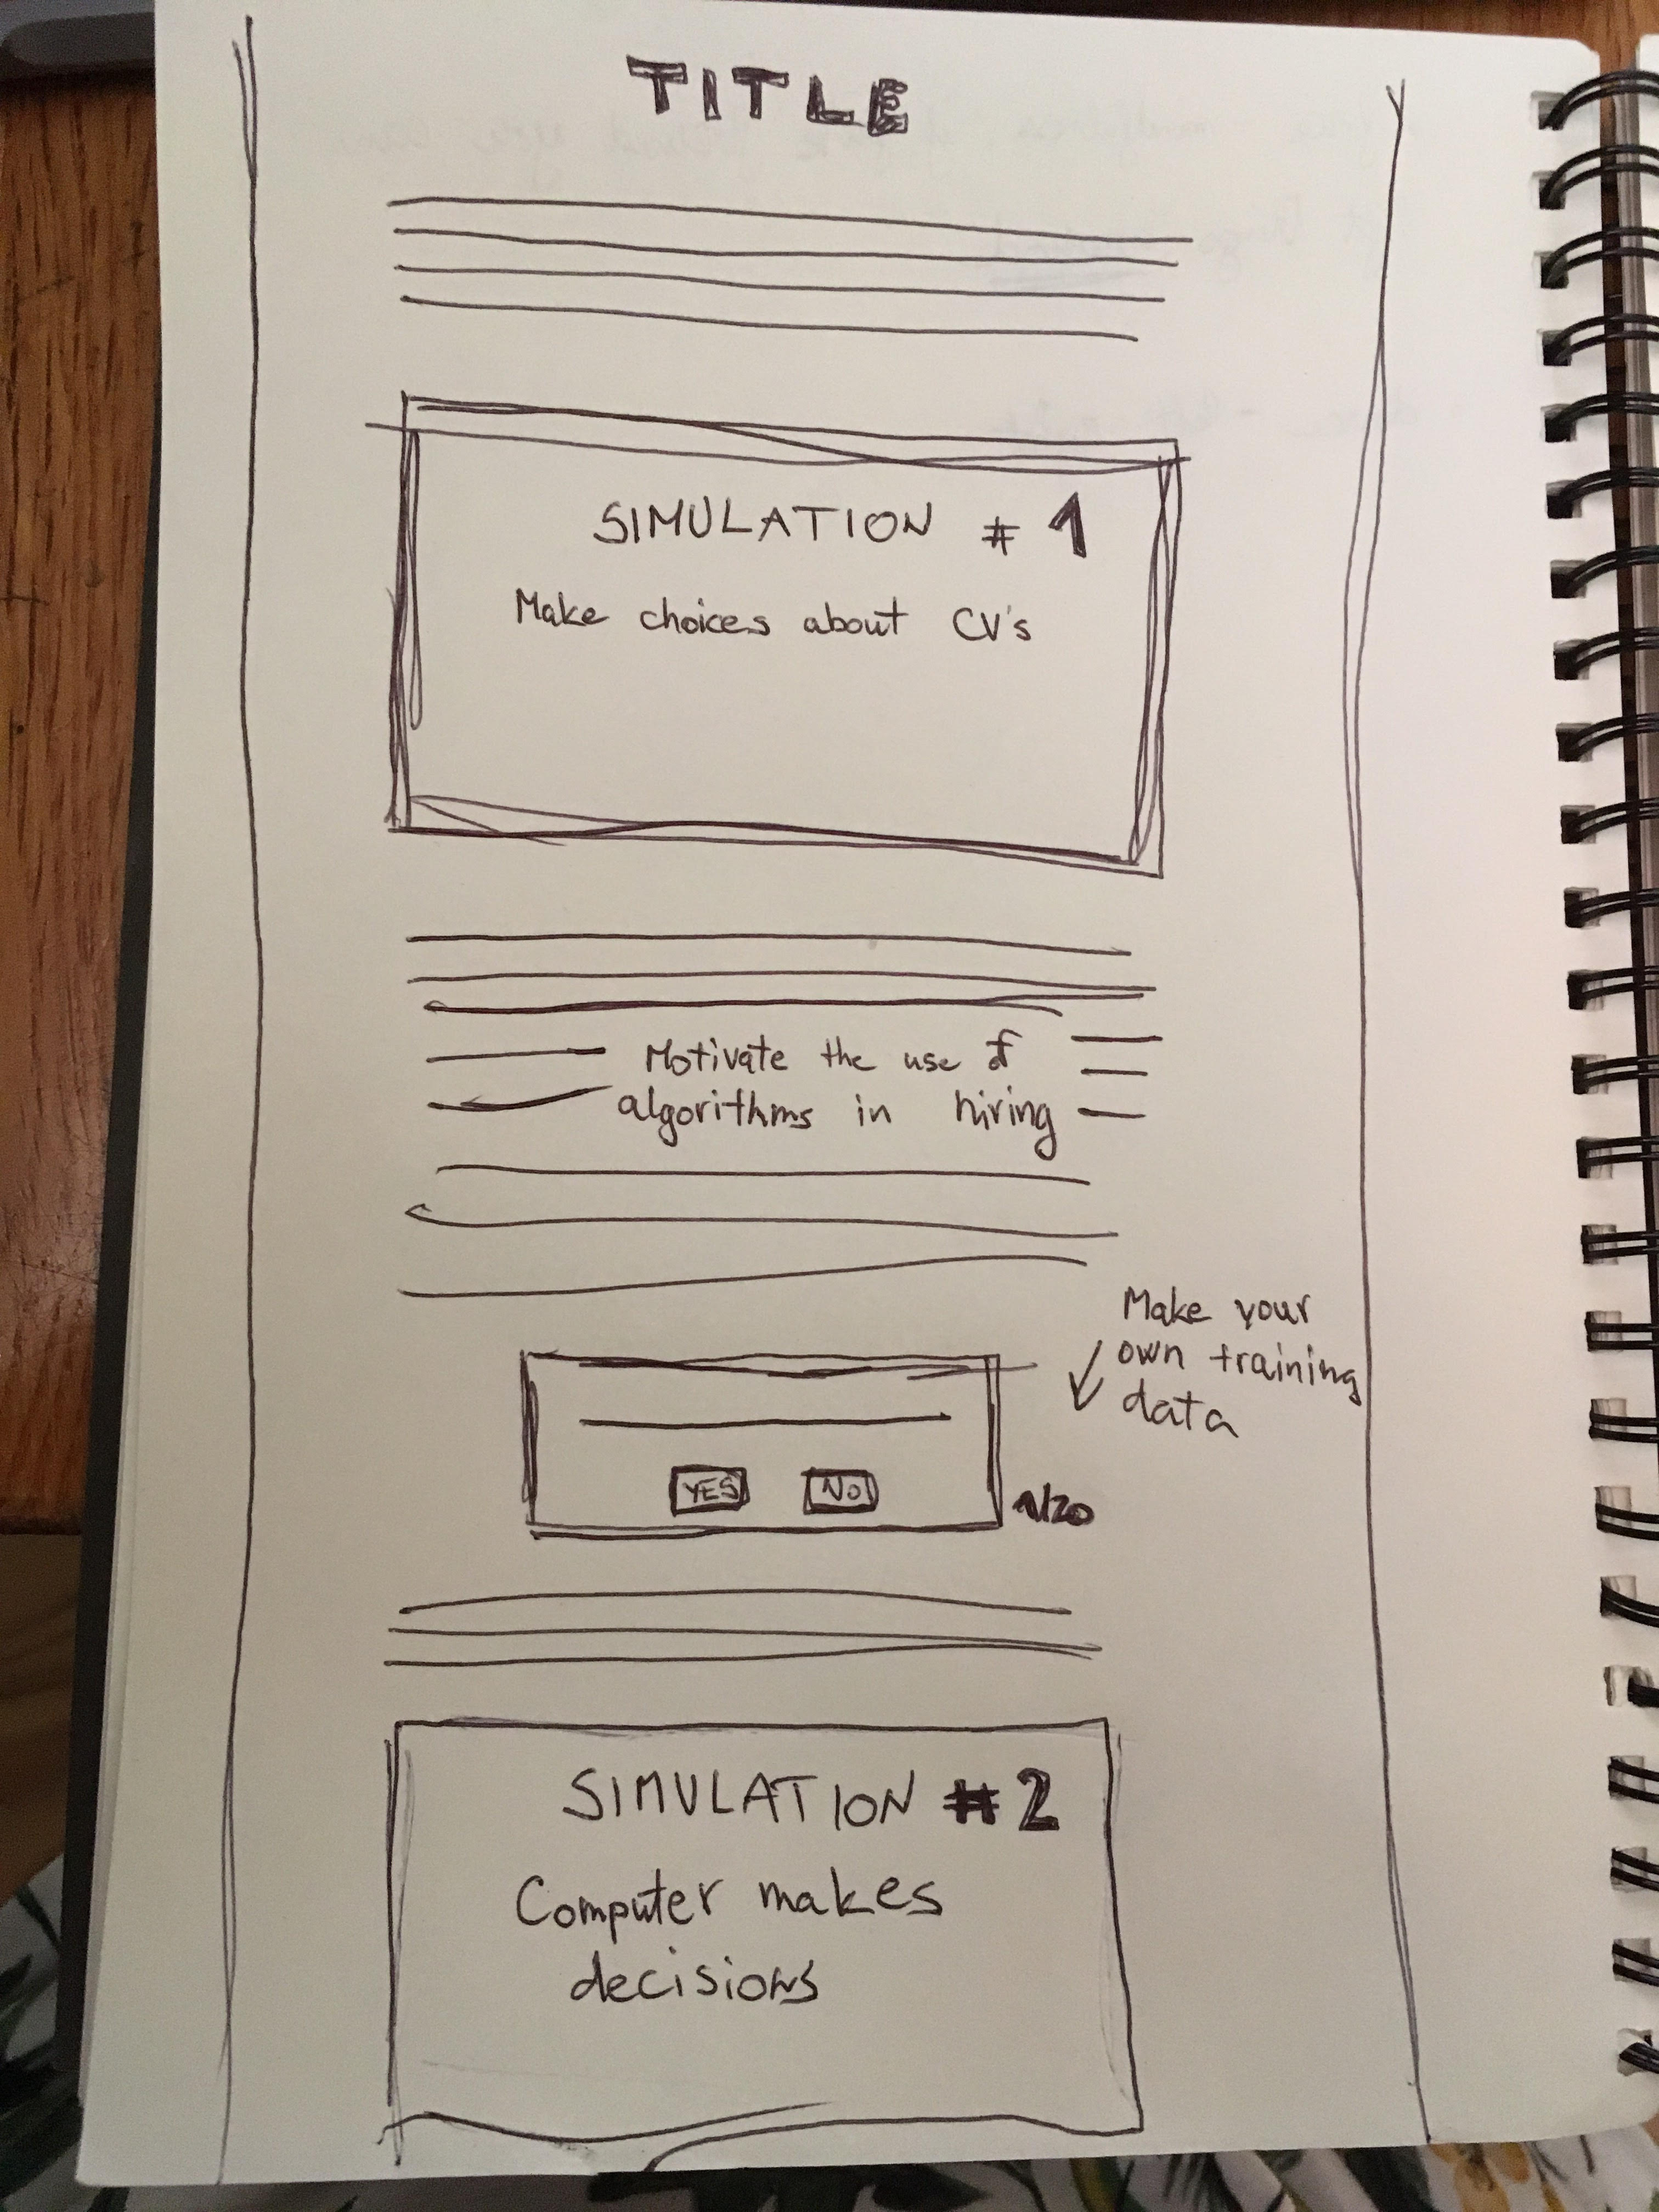 TITLE
SIMULATION # 1
Make choices about CV's
Motivate the use of
algorithms in hiring
Make your
own training
data
YES NO
1/20
SIMULATION #2
Computer makes
decisions